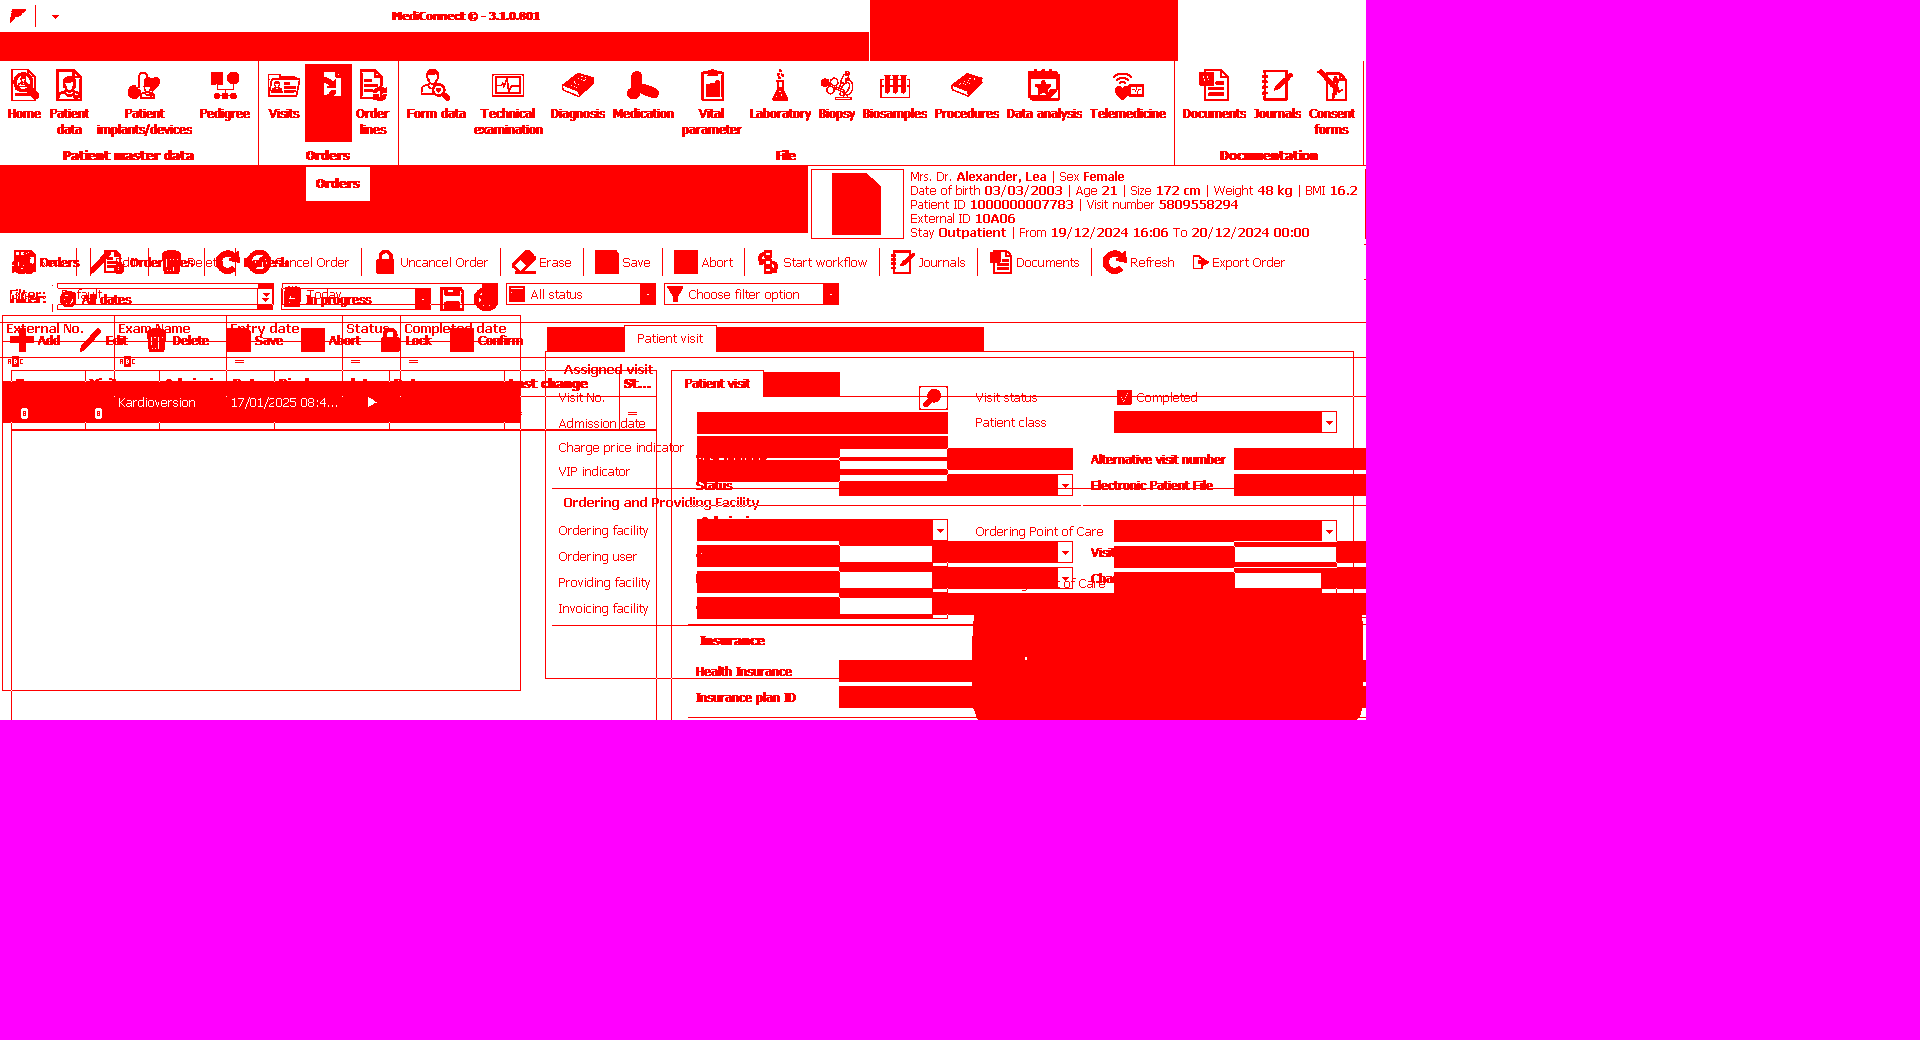 MediConnect © - 3.1.0.801
Home
Patient data
Patient implants/devices
Pedigree
Visits
Order lines
Form data
Technical examination
Diagnosis
Medication
Vital parameter
Laboratory
Biopsy
Biosamples
Procedures
Data analysis
Telemedicine
Documents
Journals
Consent forms
Patient master data
Orders
File
Documentation
Orders
Mrs. Dr. Alexander, Lea | Sex Female
Date of birth 03/03/2003 | Age 21 | Size 172 cm | Weight 48 kg | BMI 16.2
Patient ID 1000000007783 | Visit number 5809558294
External ID 10A06
Stay Outpatient | From 19/12/2024 16:06 To 20/12/2024 00:00
Orders
Cancel Order
Uncancel Order
Erase
Save
Abort
Start workflow
Journals
Documents
Refresh
Export Order
Filter:
All dates
Today
In progress
All status
Choose filter option
External No.
Exam Name
Entry date
Status
Completed date
Add
Edit
Delete
Save
Abort
Lock
Confirm
Patient visit
Assigned visit
Last change
St...
Patient visit
Kardioversion
17/01/2025 08:4...
Visit No.
Visit status
Completed
Admission date
Patient class
Charge price indicator
Alternative visit number
VIP indicator
Status
Electronic Patient File
Ordering and Providing Facility
Ordering facility
Ordering Point of Care
Ordering user
Visit
Providing facility
of Care
Invoicing facility
Insurance
Health Insurance
Insurance plan ID